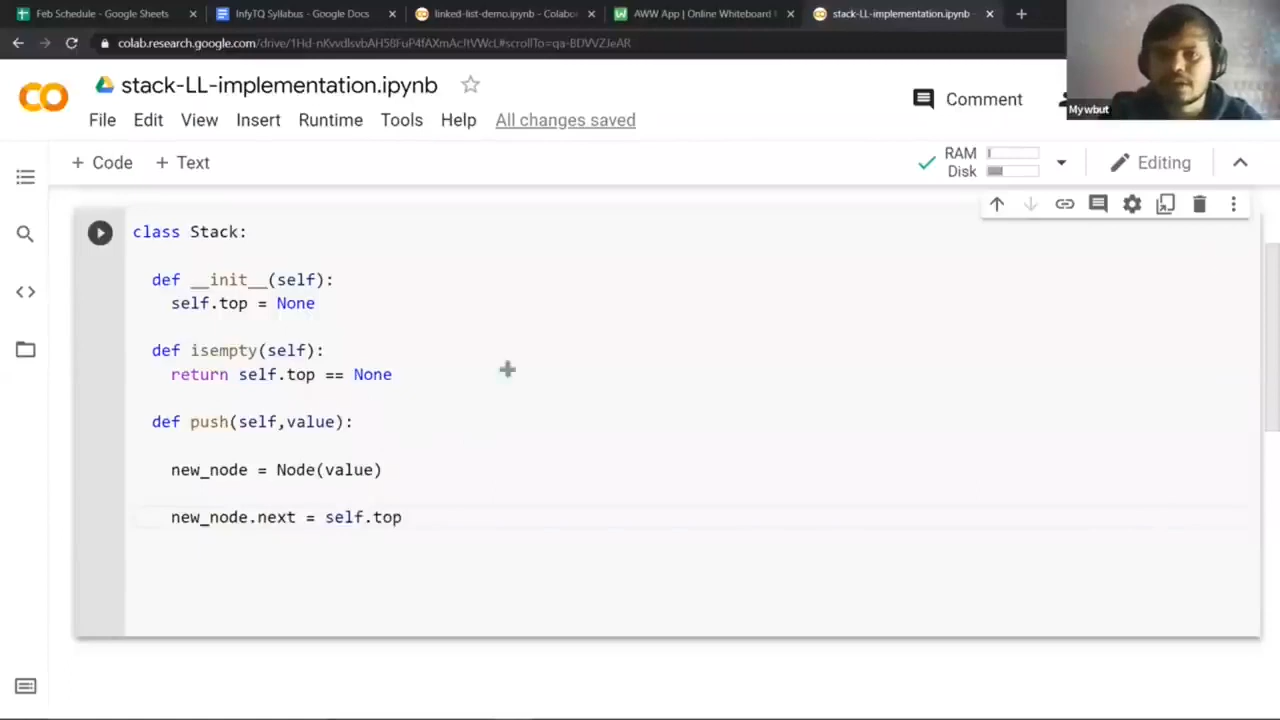 Feb Schedule - Google Sheets
InfyTQ Syllabus - Google Docs
linked-list-demo.ipynb - Colabo
AWW App | Online Whiteboard
stack-LL-implementation.ipynb
stack-LL-implementation.ipynb
Comment
Mywbut
File Edit View Insert Runtime Tools Help All changes saved
+ Code + Text
RAM
Disk
Editing
class Stack:
def __init__(self):
self.top = None
def isempty(self):
return self.top == None
def push(self,value):
new_node = Node(value)
new_node.next = self.top